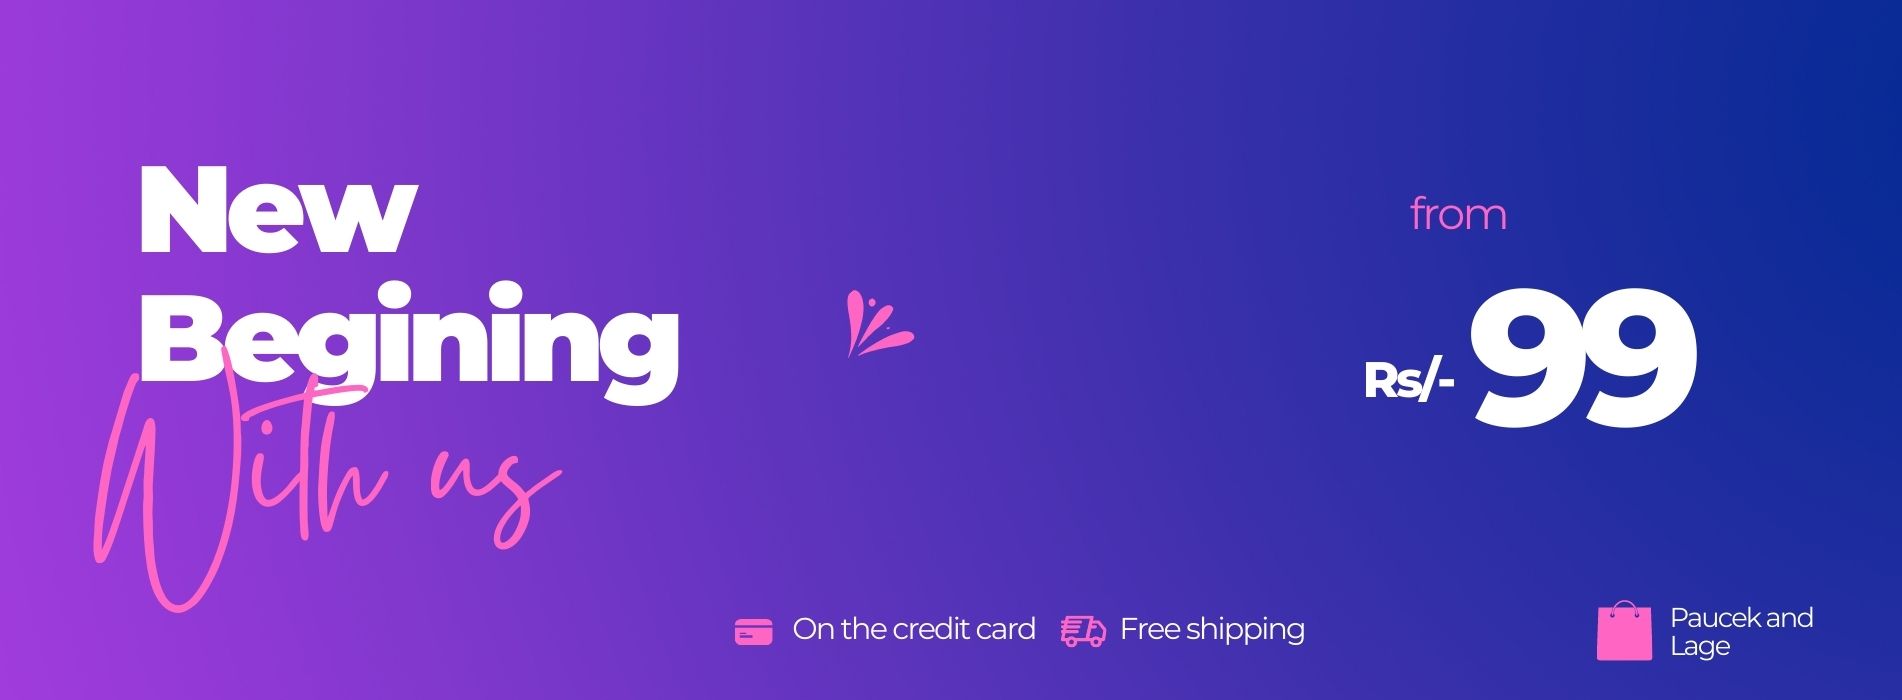 New
Begining
With us
from
Rs/- 99
On the credit card
Free shipping
Paucek and
Lage